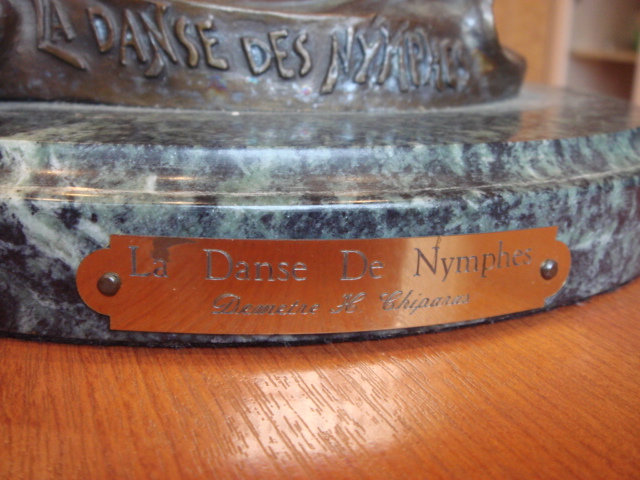 LA DANSE DES NYMPHES
La Danse De Nymphes
Demetre H Chiparus